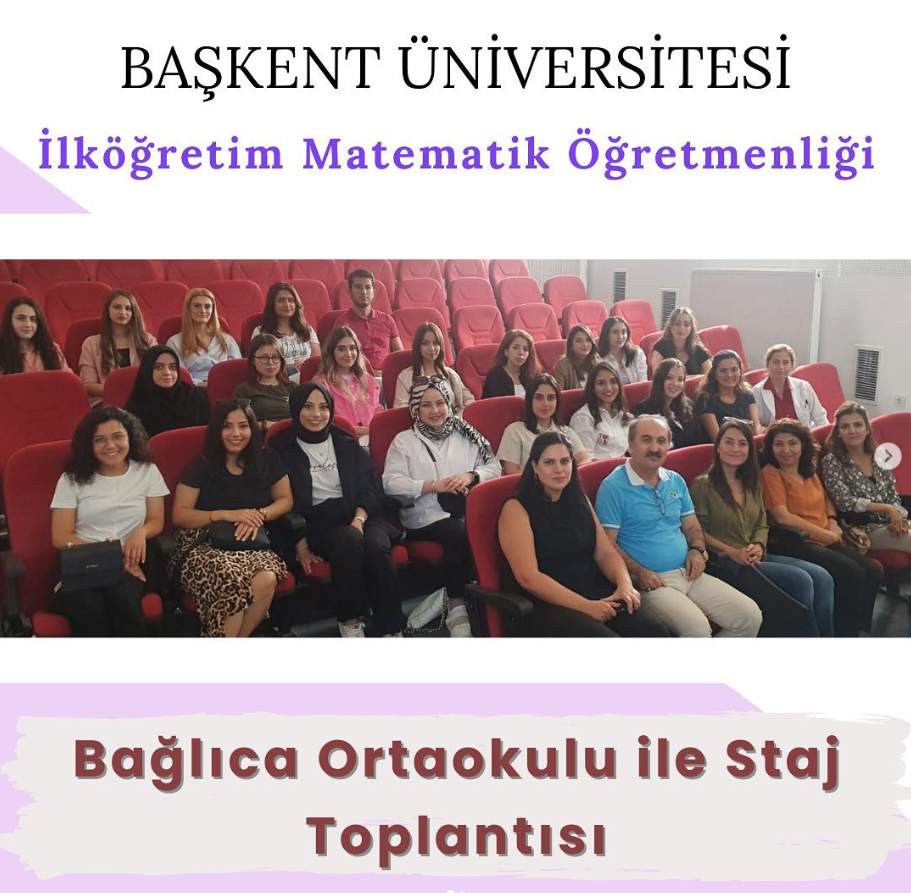 BAŞKENT ÜNİVERSİTESİ
İlköğretim Matematik Öğretmenliği
Bağlıca Ortaokulu ile Staj
Toplantısı